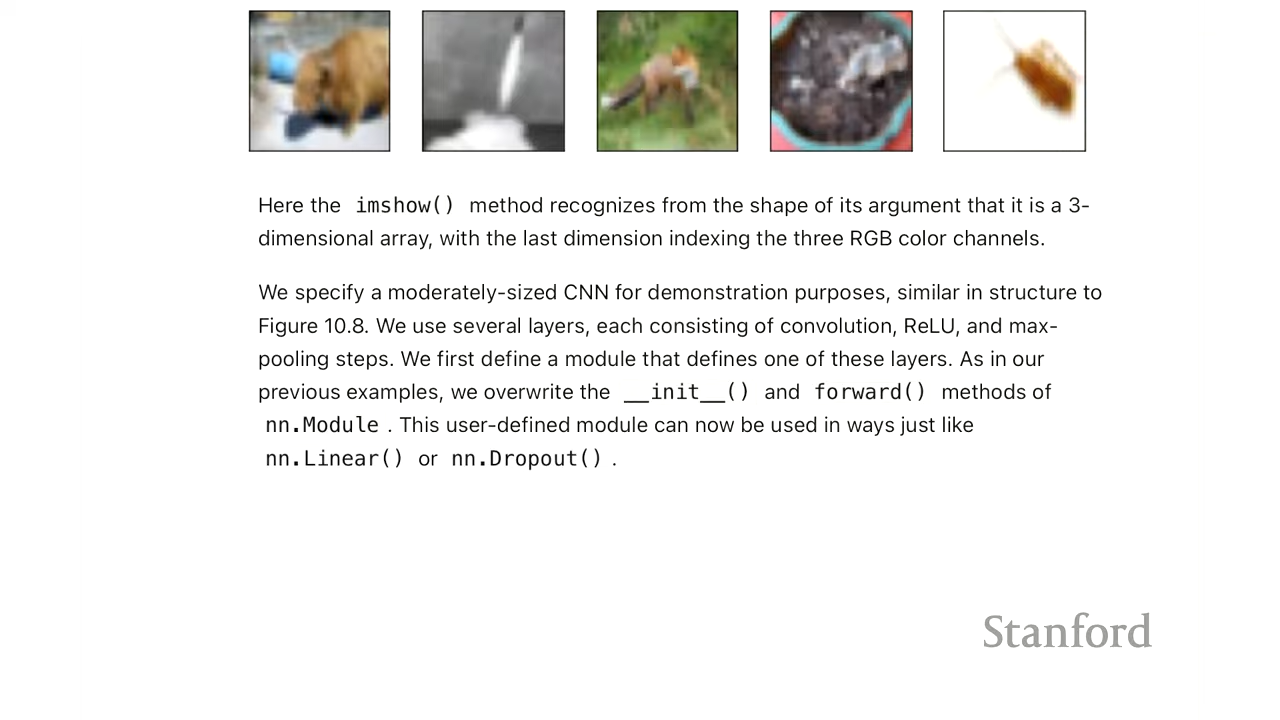 Here the imshow() method recognizes from the shape of its argument that it is a 3-
dimensional array, with the last dimension indexing the three RGB color channels.
We specify a moderately-sized CNN for demonstration purposes, similar in structure to
Figure 10.8. We use several layers, each consisting of convolution, ReLU, and max-
pooling steps. We first define a module that defines one of these layers. As in our
previous examples, we overwrite the __init__() and forward() methods of
nn.Module . This user-defined module can now be used in ways just like
nn.Linear() or nn.Dropout() .
Stanford